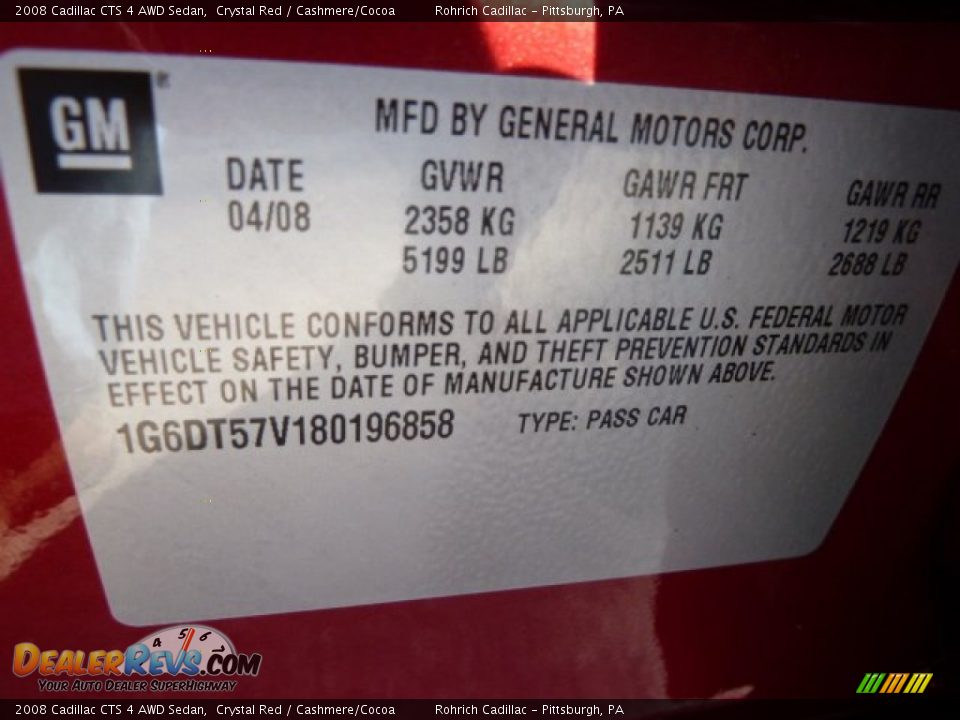 2008 Cadillac CTS 4 AWD Sedan, Crystal Red / Cashmere/Cocoa Rohrich Cadillac - Pittsburgh, PA
GM
MFD BY GENERAL MOTORS CORP.
DATE GVWR GAWR FRT GAWR RR
04/08 2358 KG 1139 KG 1219 KG
5199 LB 2511 LB 2688 LB
THIS VEHICLE CONFORMS TO ALL APPLICABLE U.S. FEDERAL MOTOR
VEHICLE SAFETY, BUMPER, AND THEFT PREVENTION STANDARDS IN
EFFECT ON THE DATE OF MANUFACTURE SHOWN ABOVE.
1G6DT57V180196858 TYPE: PASS CAR
4 5 6
DEALERREVS.COM
YOUR AUTO DEALER SUPERHIGHWAY
2008 Cadillac CTS 4 AWD Sedan, Crystal Red / Cashmere/Cocoa Rohrich Cadillac - Pittsburgh, PA